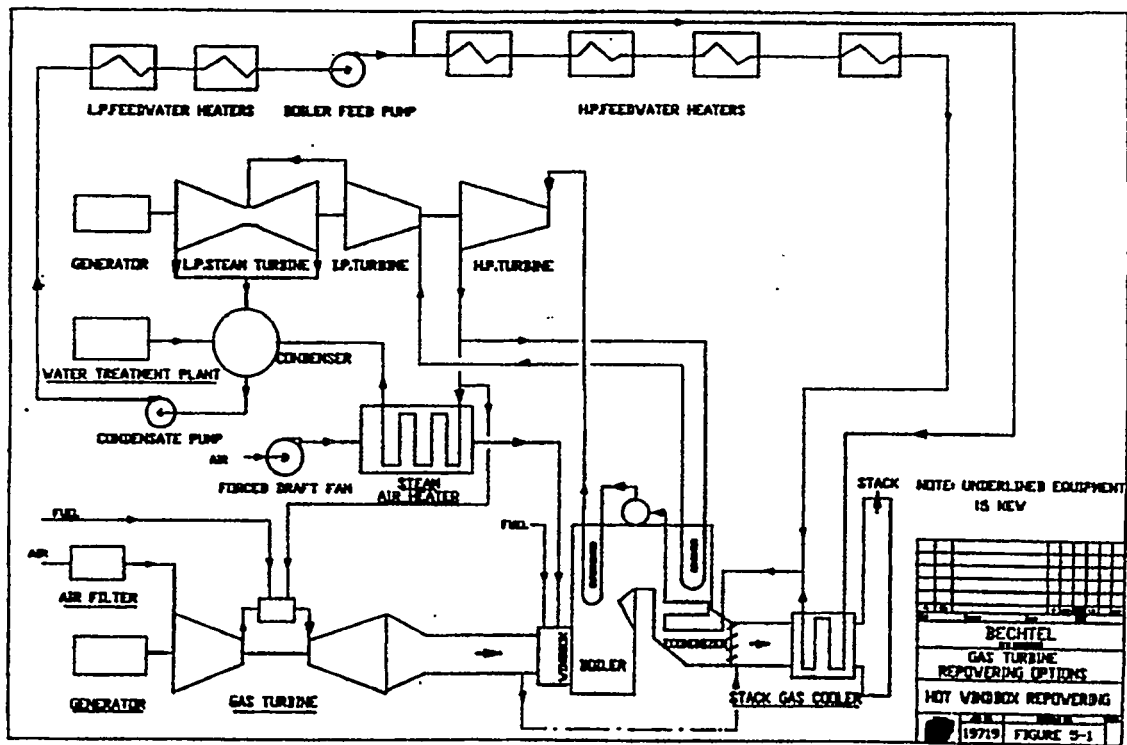 L.P.FEEDWATER HEATERS
BOILER FEED PUMP
H.P.FEEDWATER HEATERS
GENERATOR
L.P.STEAM TURBINE
I.P.TURBINE
H.P.TURBINE
CONDENSER
WATER TREATMENT PLANT
CONDENSATE PUMP
AIR
FORCED DRAFT FAN
STEAM
AIR HEATER
STACK
NOTE: UNDERLINED EQUIPMENT
IS NEW
FUEL
FUEL
AIR
AIR FILTER
WINDBOX
BOILER
ECONOMIZER
GENERATOR
GAS TURBINE
STACK GAS COOLER
BECHTEL
GAS TURBINE
REPOWERING OPTIONS
HOT WINDBOX REPOWERING
19719
FIGURE 5-1